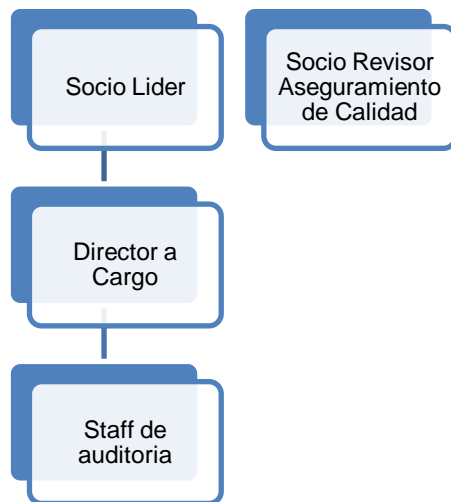 Socio Lider
Socio Revisor
Aseguramiento
de Calidad
Director a
Cargo
Staff de
auditoria